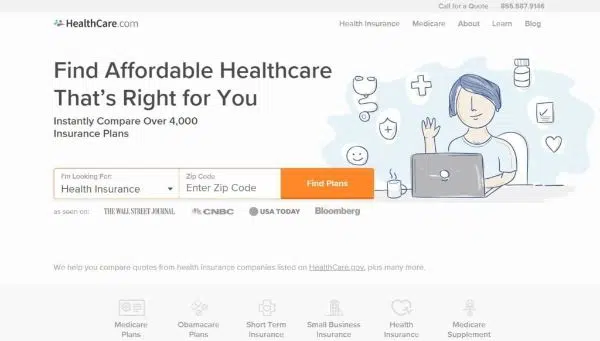 Call for a Quote 855.587.9146
HealthCare.com
Health Insurance Medicare About Learn Blog
Find Affordable Healthcare
That's Right for You
Instantly Compare Over 4,000
Insurance Plans
I'm Looking For: Zip Code
Health Insurance Enter Zip Code Find Plans
as seen on: THE WALL STREET JOURNAL CNBC USA TODAY Bloomberg
We help you compare quotes from health insurance companies listed on HealthCare.gov, plus many more.
Medicare Obamacare Short Term Small Business Health Medicare
Plans Plans Insurance Insurance Insurance Supplement